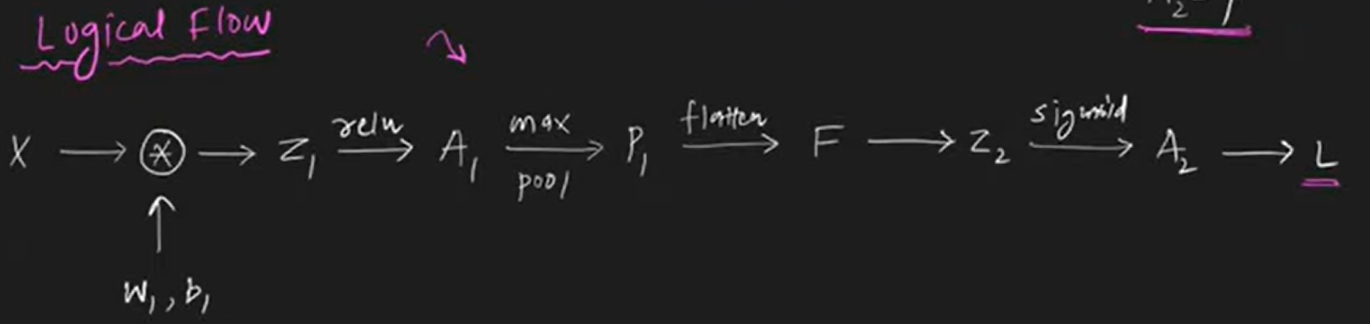 Logical Flow
X → * → Z₁ relu → A₁ max pool → P₁ flatten → F → Z₂ sigmoid → A₂ → L
W₁, b₁